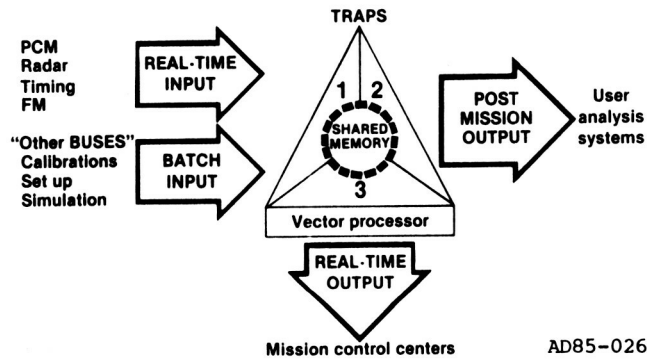 TRAPS
PCM
Radar
Timing
FM
REAL-TIME
INPUT
"Other BUSES"
Calibrations
Set up
Simulation
BATCH
INPUT
1 2
SHARED
MEMORY
3
Vector processor
POST
MISSION
OUTPUT
User
analysis
systems
REAL-TIME
OUTPUT
Mission control centers
AD85-026